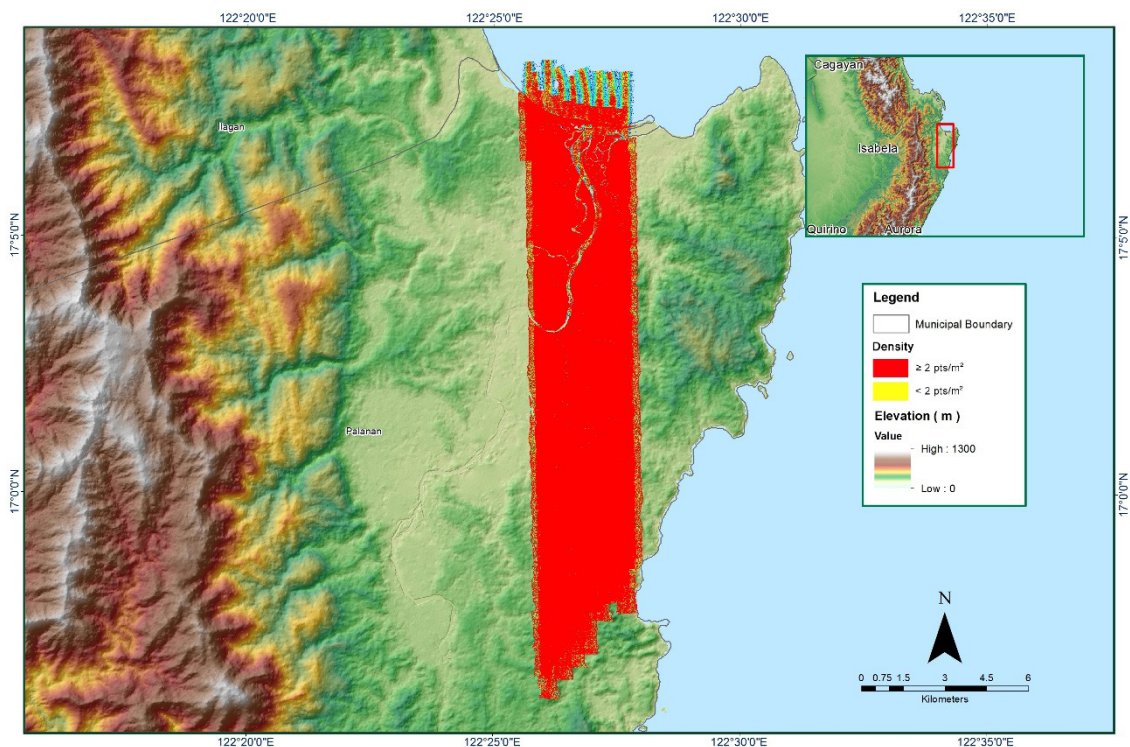 122°20'0"E 122°25'0"E 122°30'0"E 122°35'0"E
Cagayan
Ilagan
Isabela
17°5'0"N 17°5'0"N
Quirino Aurora
Legend
Municipal Boundary
Density
≥ 2 pts/m²
< 2 pts/m²
Elevation ( m )
Value
High : 1300
Low : 0
Palanan
17°0'0"N 17°0'0"N
N
0 0.75 1.5 3 4.5 6
Kilometers
122°20'0"E 122°25'0"E 122°30'0"E 122°35'0"E